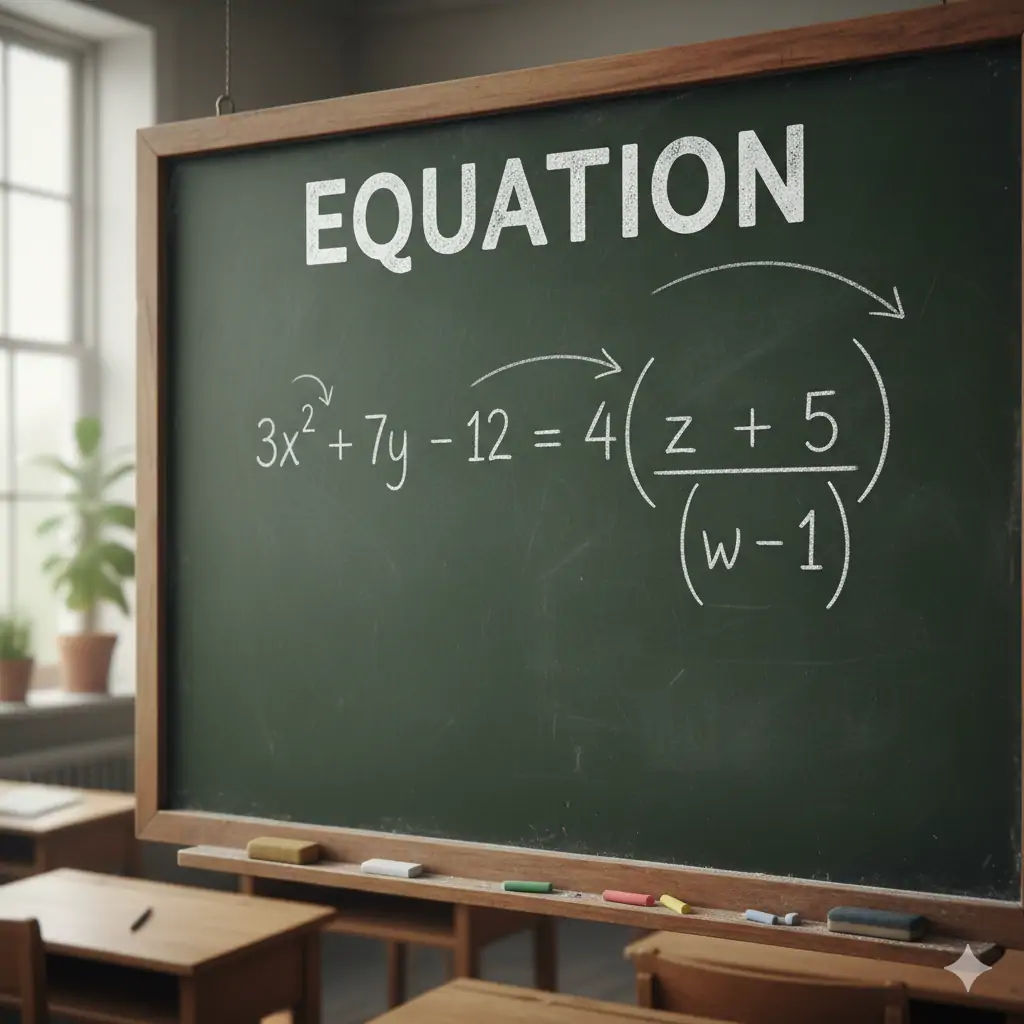 EQUATION
3x² + 7y - 12 = 4(z + 5)
(w - 1)